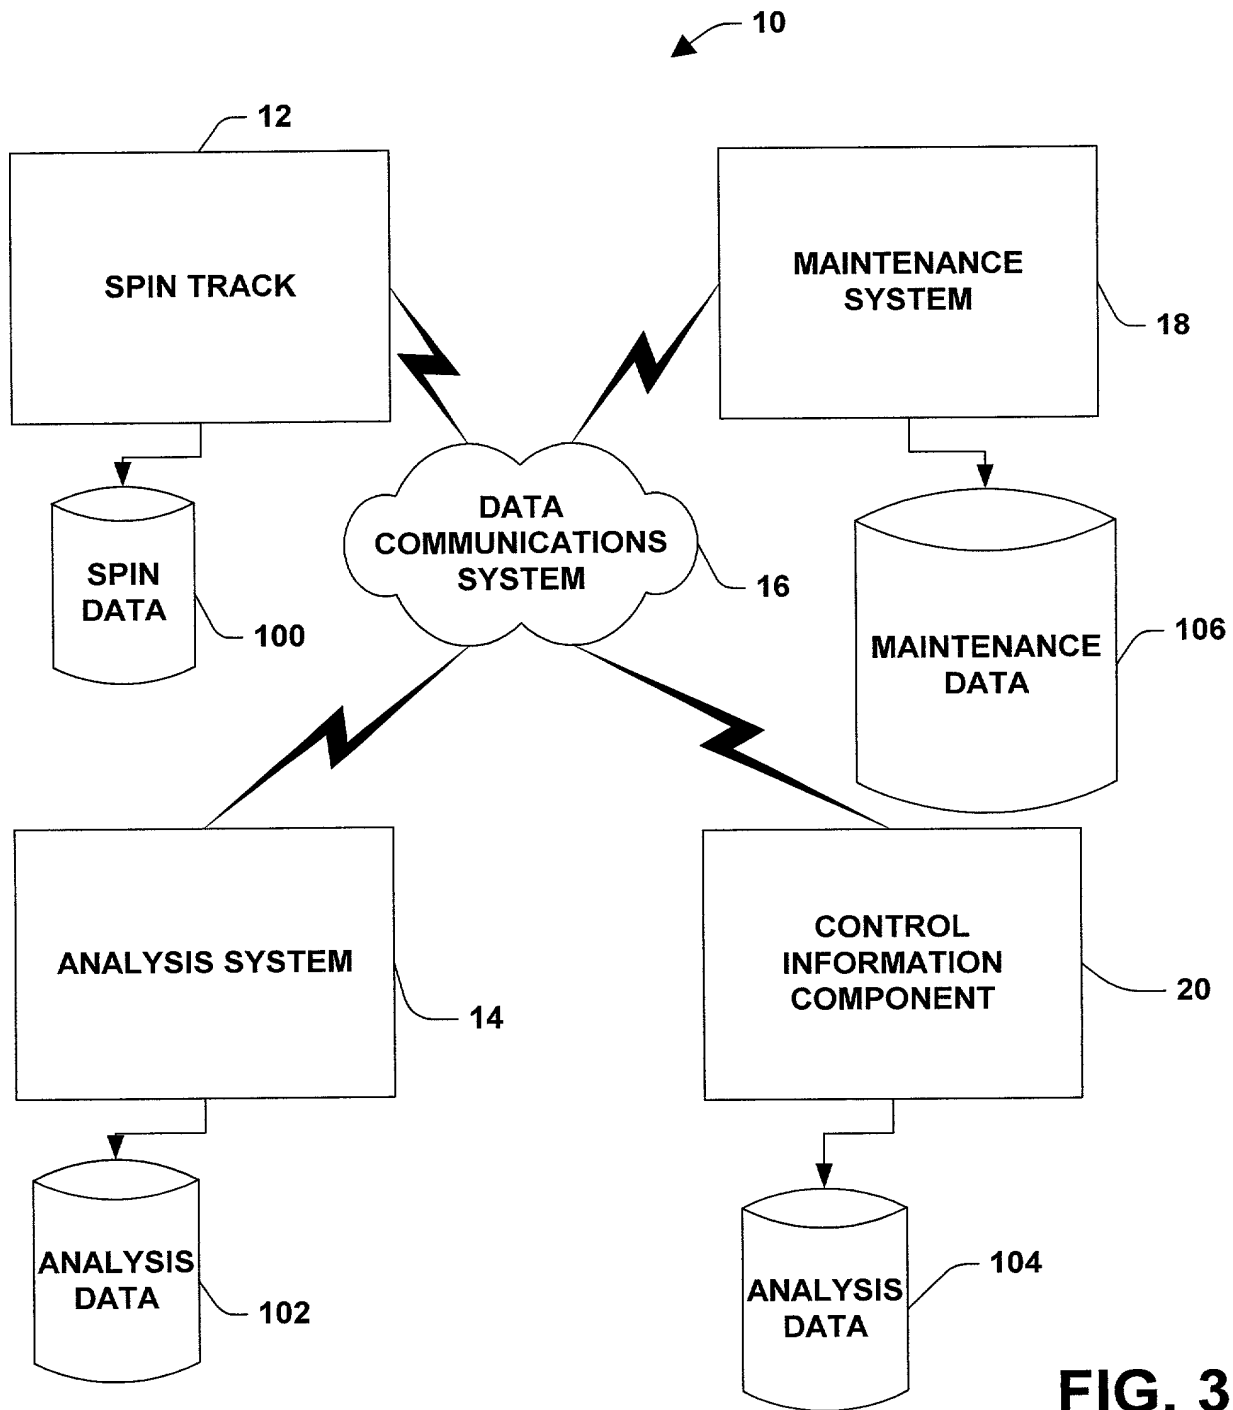 10
12
SPIN TRACK
MAINTENANCE
SYSTEM
18
DATA
COMMUNICATIONS
SYSTEM
16
SPIN
DATA
100
MAINTENANCE
DATA
106
ANALYSIS SYSTEM
14
CONTROL
INFORMATION
COMPONENT
20
ANALYSIS
DATA
102
ANALYSIS
DATA
104
FIG. 3